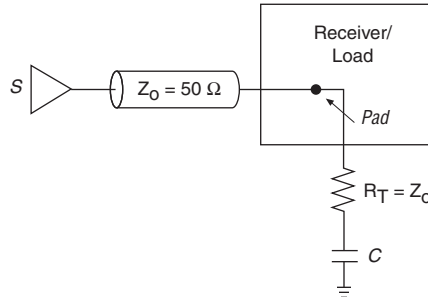 Receiver/
Load
S
Z₀ = 50 Ω
Pad
R_T = Z₀
C